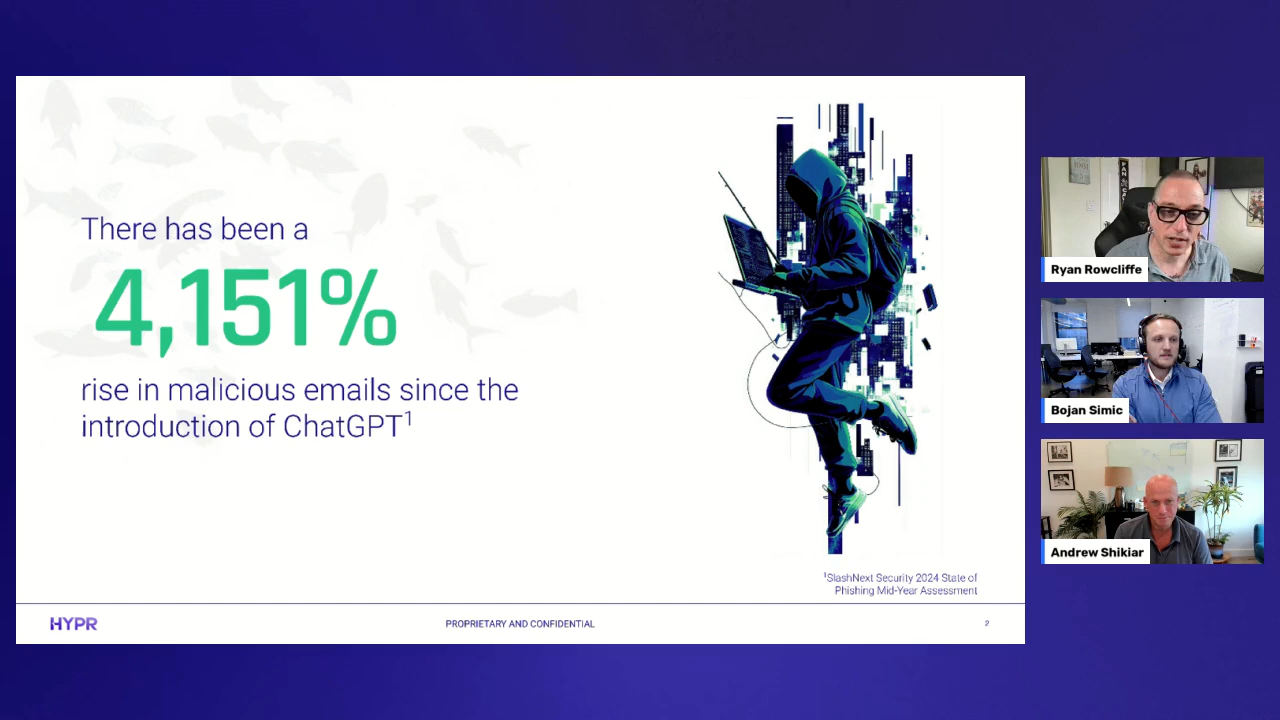 There has been a
4,151%
rise in malicious emails since the
introduction of ChatGPT¹
¹SlashNext Security 2024 State of
Phishing Mid-Year Assessment
HYPR
PROPRIETARY AND CONFIDENTIAL
2
Ryan Rowcliffe
Bojan Simic
Andrew Shikiar